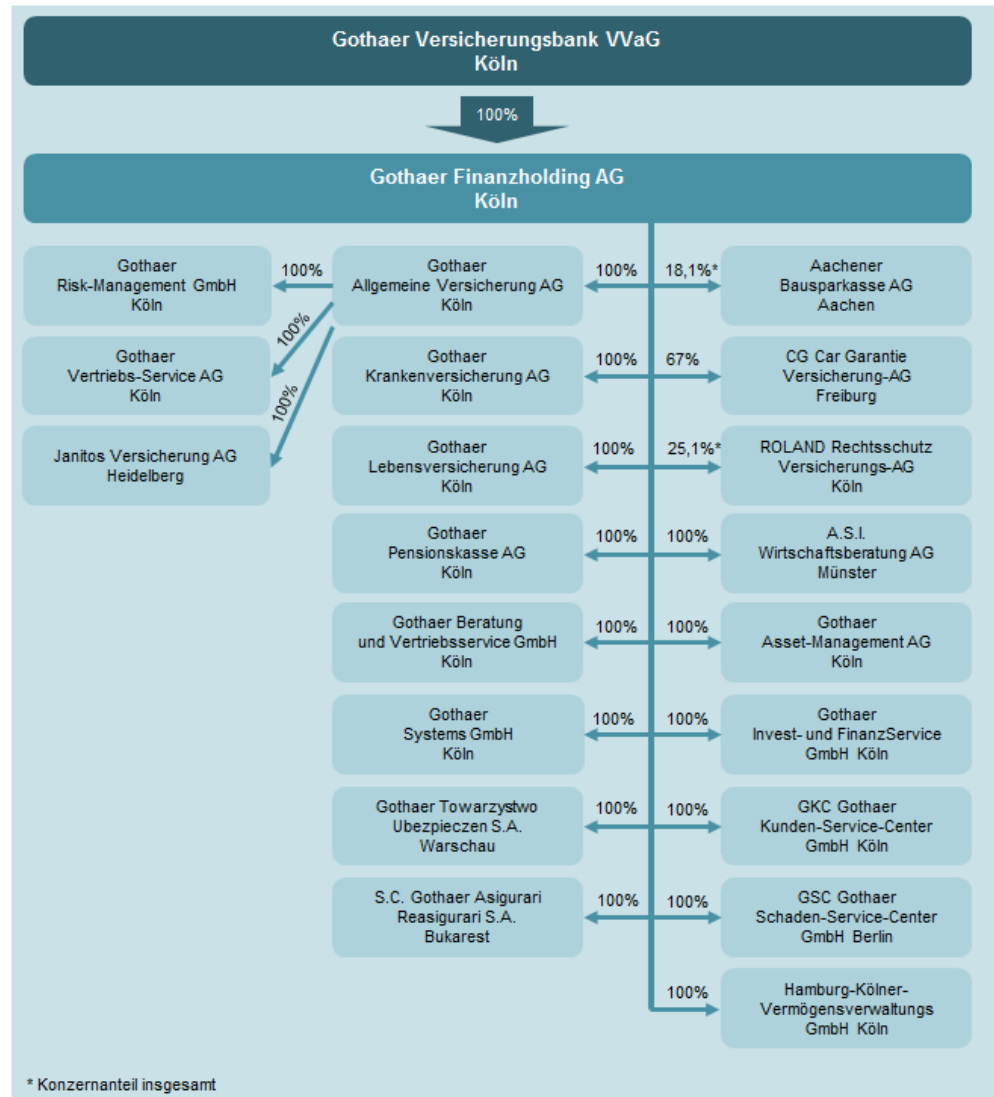 Gothaer Versicherungsbank VVaG
Köln
100%
Gothaer Finanzholding AG
Köln
Gothaer
Risk-Management GmbH
Köln
100%
Gothaer
Allgemeine Versicherung AG
Köln
100%
18,1%*
Aachener
Bausparkasse AG
Aachen
100%
Gothaer
Vertriebs-Service AG
Köln
Gothaer
Krankenversicherung AG
Köln
100%
67%
CG Car Garantie
Versicherung-AG
Freiburg
100%
Janitos Versicherung AG
Heidelberg
Gothaer
Lebensversicherung AG
Köln
100%
25,1%*
ROLAND Rechtsschutz
Versicherungs-AG
Köln
Gothaer
Pensionskasse AG
Köln
100%
100%
A.S.I.
Wirtschaftsberatung AG
Münster
Gothaer Beratung
und Vertriebsservice GmbH
Köln
100%
100%
Gothaer
Asset-Management AG
Köln
Gothaer
Systems GmbH
Köln
100%
100%
Gothaer
Invest- und FinanzService
GmbH Köln
Gothaer Towarzystwo
Ubezpieczen S.A.
Warschau
100%
100%
GKC Gothaer
Kunden-Service-Center
GmbH Köln
S.C. Gothaer Asigurari
Reasigurari S.A.
Bukarest
100%
100%
GSC Gothaer
Schaden-Service-Center
GmbH Berlin
100%
Hamburg-Kölner-
Vermögensverwaltungs
GmbH Köln
* Konzernanteil insgesamt